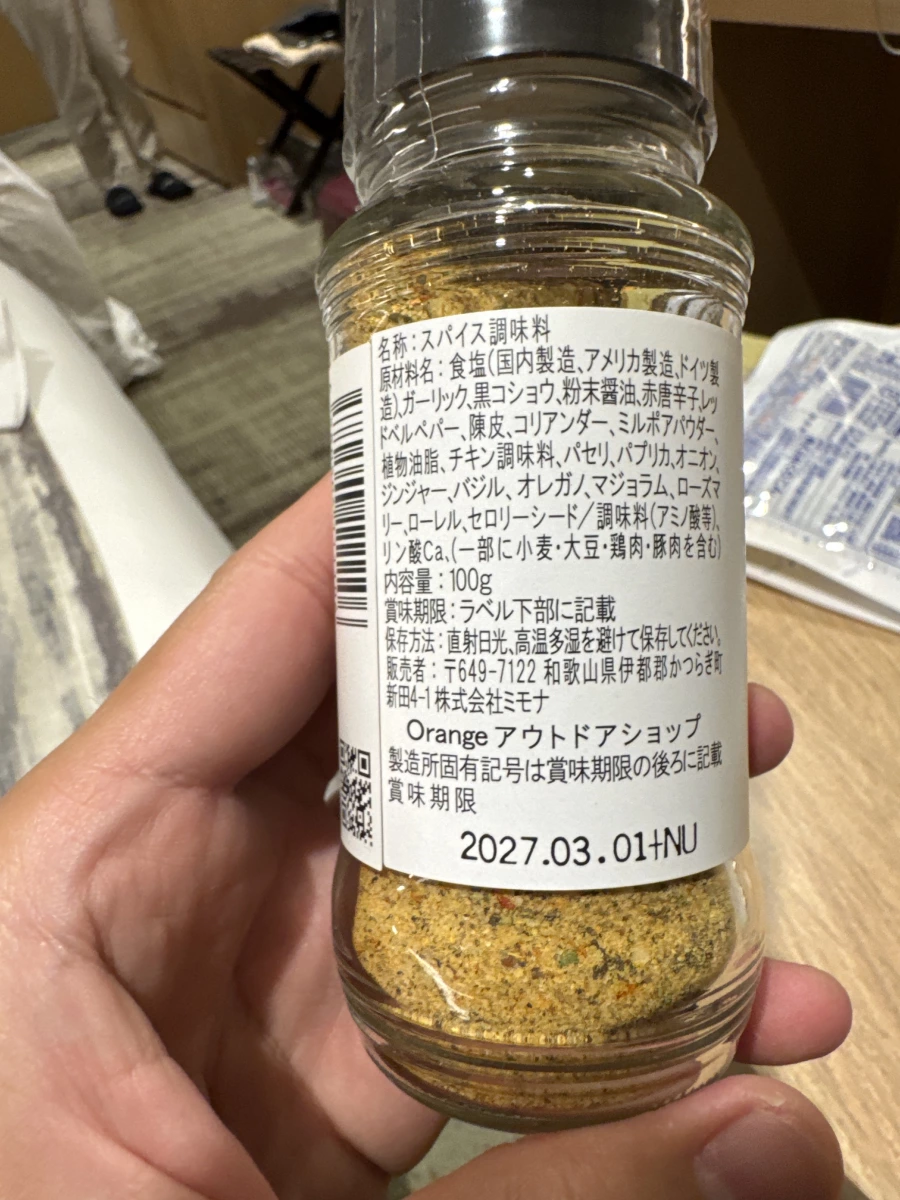 名称:スパイス調味料
原材料名:食塩(国内製造、アメリカ製造、ドイツ製
造)、ガーリック、黒コショウ、粉末醤油、赤唐辛子、レッ
ドベルペパー、陳皮、コリアンダー、ミルポアパウダー、
植物油脂、チキン調味料、パセリ、パプリカ、オニオン、
ジンジャー、バジル、オレガノ、マジョラム、ローズマ
リー、ローレル、セロリーシード/調味料(アミノ酸等)、
リン酸Ca、(一部に小麦・大豆・鶏肉・豚肉を含む)
内容量:100g
賞味期限:ラベル下部に記載
保存方法:直射日光、高温多湿を避けて保存してください。
販売者:〒649-7122 和歌山県伊都郡かつらぎ町
新田4-1 株式会社ミモナ
Orange アウトドアショップ
製造所固有記号は賞味期限の後ろに記載
賞味期限
2027.03.01+NU